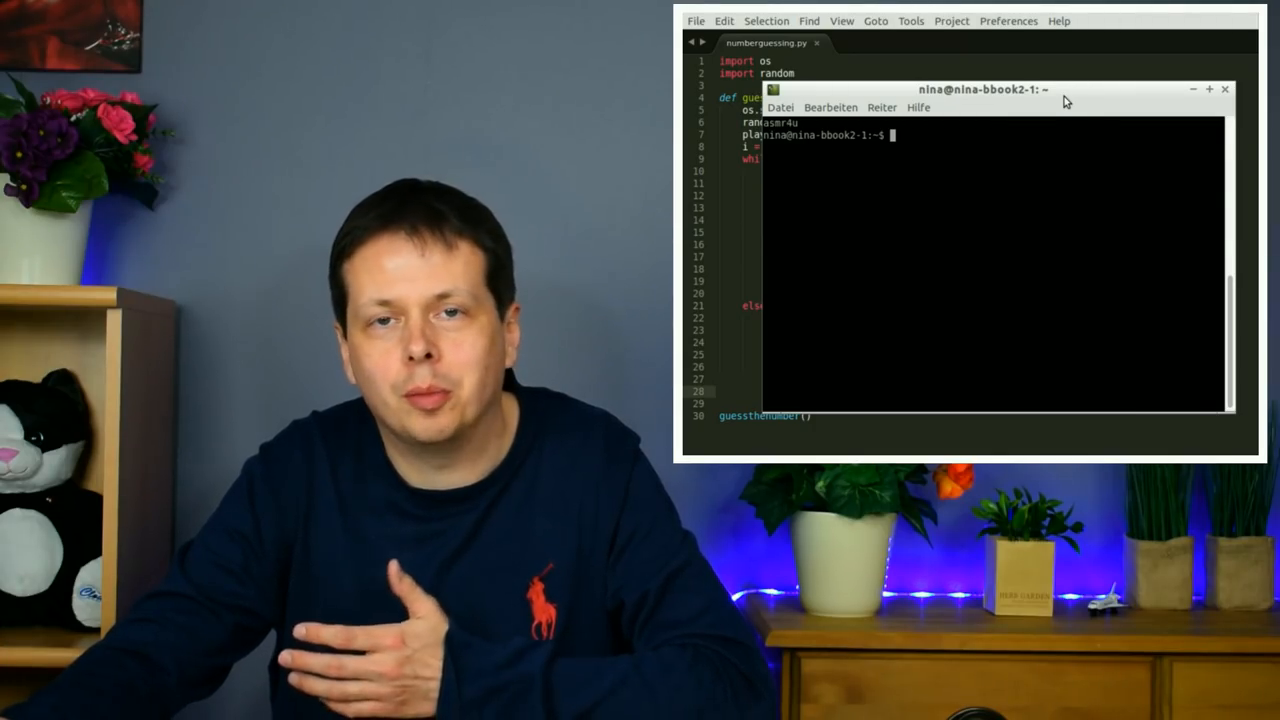 File Edit Selection Find View Goto Tools Project Preferences Help
numberguessing.py ×
1 import os
2 import random
3
4 def gue
5 os.
6 ran
7 pla
8 i =
9 whi
10
11
12
13
14
15
16
17
18
19
20
21 else
22
23
24
25
26
27
28
29
30 guessthenumber()
nina@nina-bbook2-1: ~
Datei Bearbeiten Reiter Hilfe
asmr4u
nina@nina-bbook2-1:~$
HERB GARDEN